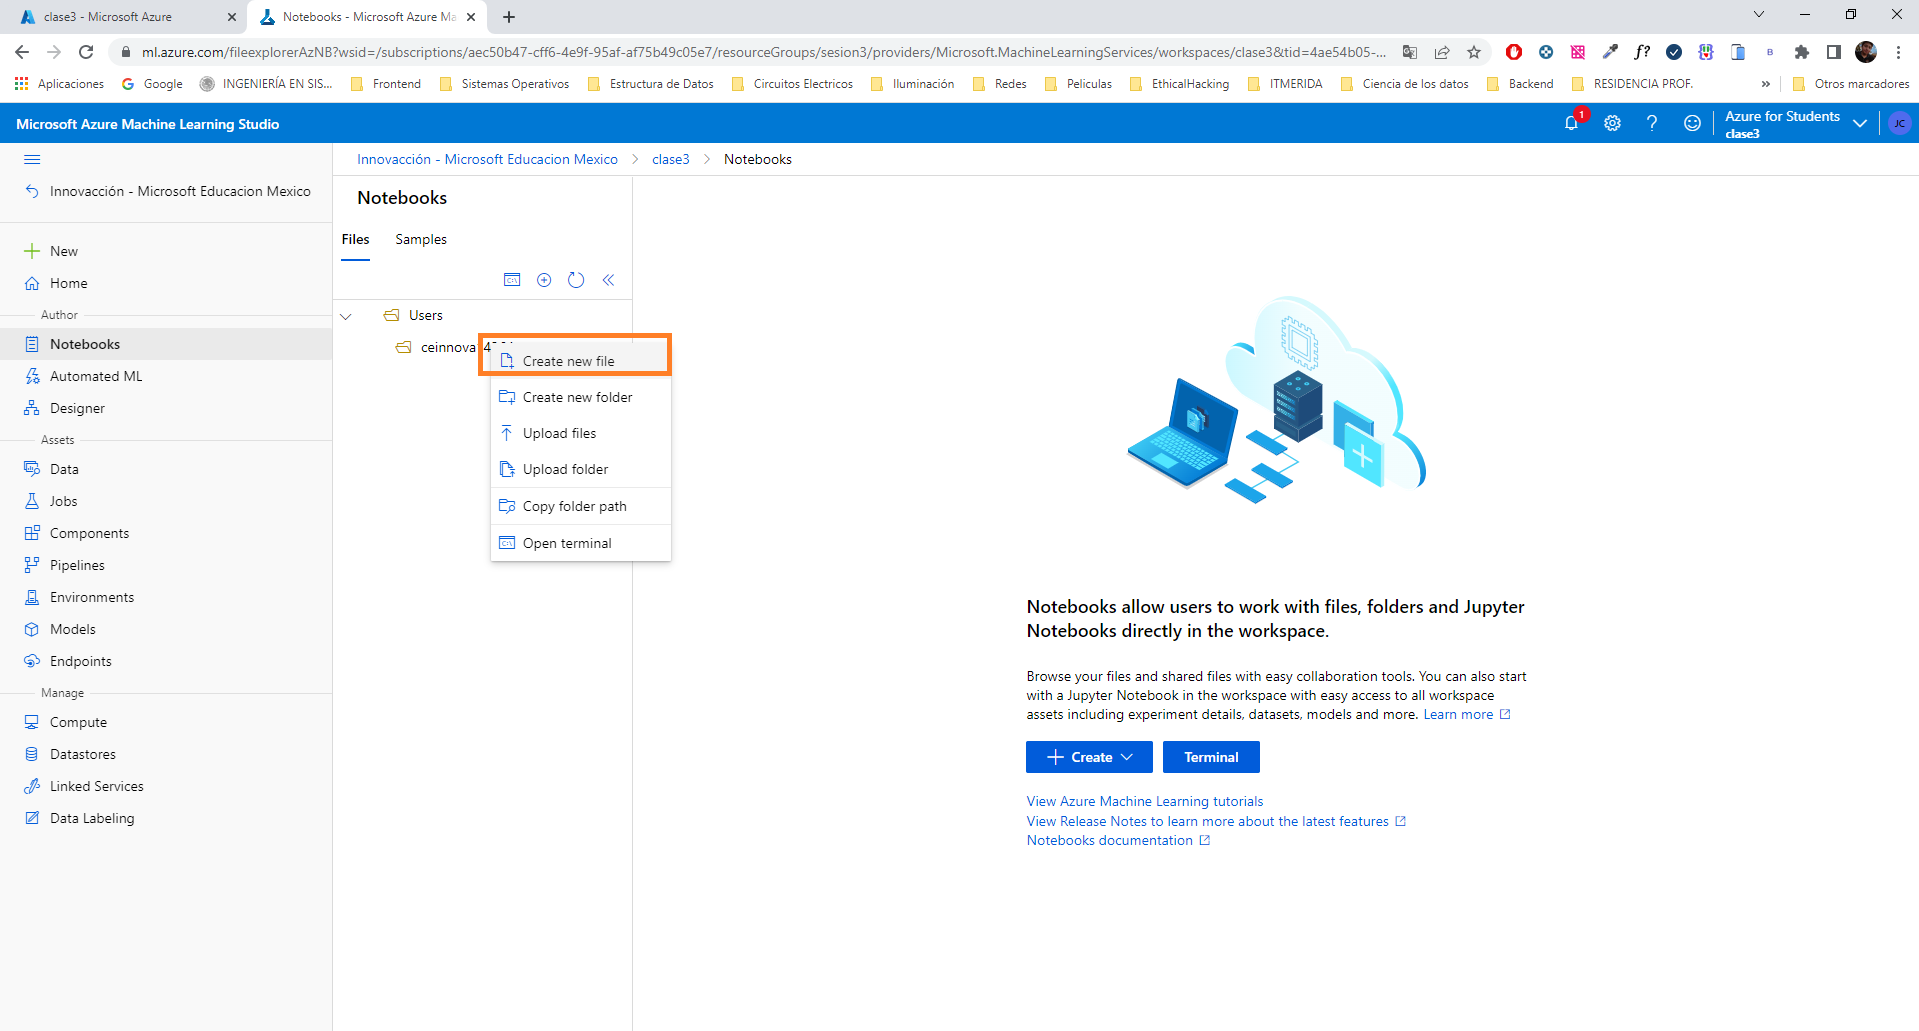 clase3 - Microsoft Azure
Notebooks - Microsoft Azure Ma
ml.azure.com/fileexplorerAzNB?wsid=/subscriptions/aec50b47-cff6-4e9f-95af-af75b49c05e7/resourceGroups/sesion3/providers/Microsoft.MachineLearningServices/workspaces/clase3&tid=4ae54b05-...
Aplicaciones
Google
INGENIERÍA EN SIS...
Frontend
Sistemas Operativos
Estructura de Datos
Circuitos Electricos
Iluminación
Redes
Peliculas
EthicalHacking
ITMERIDA
Ciencia de los datos
Backend
RESIDENCIA PROF.
»
Otros marcadores
Microsoft Azure Machine Learning Studio
1
Azure for Students
clase3
JC
Innovacción - Microsoft Educacion Mexico
Innovacción - Microsoft Educacion Mexico > clase3 > Notebooks
New
Home
Author
Notebooks
Automated ML
Designer
Assets
Data
Jobs
Components
Pipelines
Environments
Models
Endpoints
Manage
Compute
Datastores
Linked Services
Data Labeling
Notebooks
Files
Samples
Users
ceinnova
Create new file
Create new folder
Upload files
Upload folder
Copy folder path
Open terminal
Notebooks allow users to work with files, folders and Jupyter
Notebooks directly in the workspace.
Browse your files and shared files with easy collaboration tools. You can also start
with a Jupyter Notebook in the workspace with easy access to all workspace
assets including experiment details, datasets, models and more. Learn more
Create
Terminal
View Azure Machine Learning tutorials
View Release Notes to learn more about the latest features
Notebooks documentation